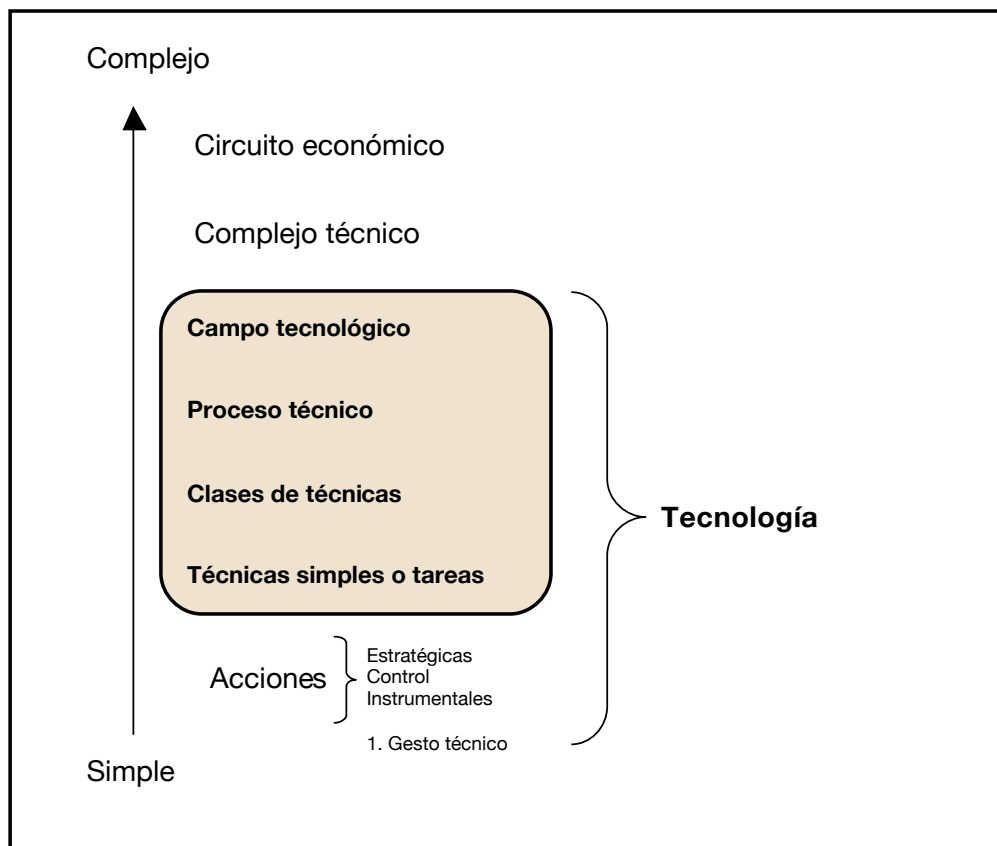 Complejo
Circuito económico
Complejo técnico
Campo tecnológico
Proceso técnico
Clases de técnicas
Tecnología
Técnicas simples o tareas
Acciones
Estratégicas
Control
Instrumentales
1. Gesto técnico
Simple